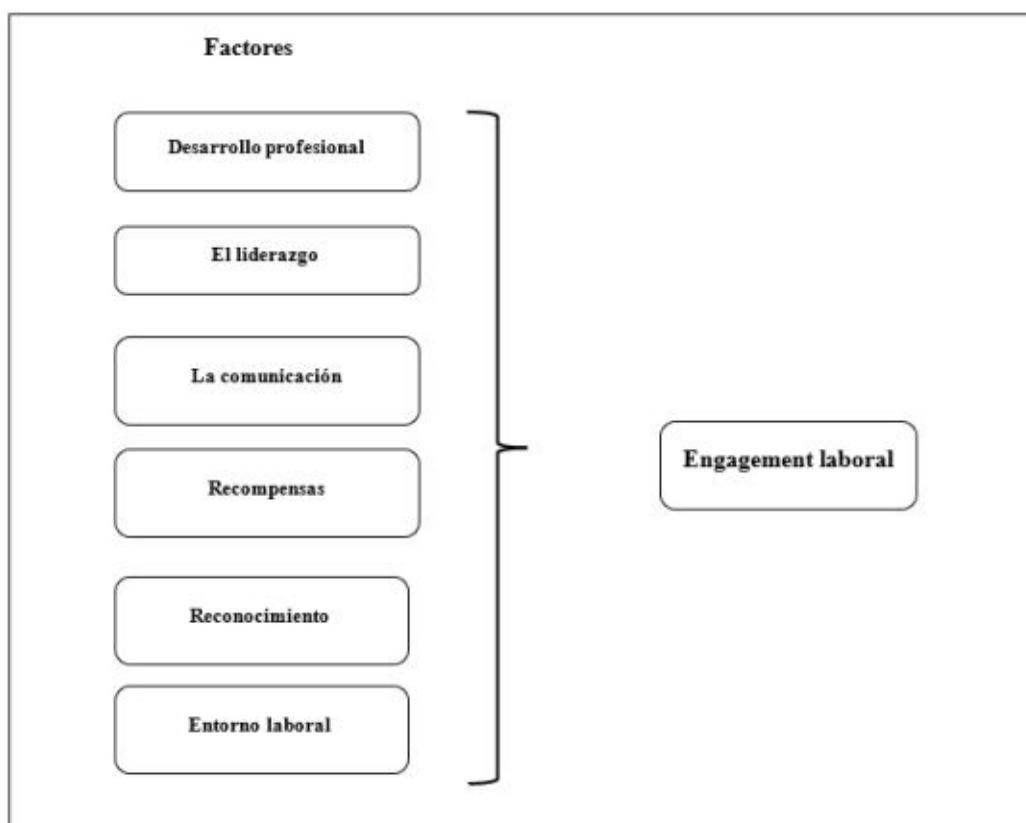 Factores
Desarrollo profesional
El liderazgo
La comunicación
Recompensas
Reconocimiento
Entorno laboral
Engagement laboral